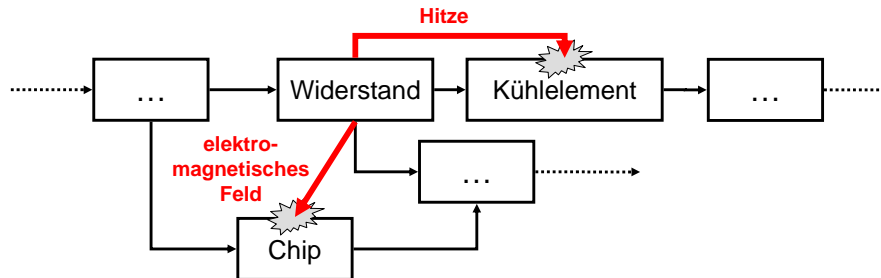 Hitze
...
Widerstand
Kühlelement
...
elektro-
magnetisches
Feld
...
Chip